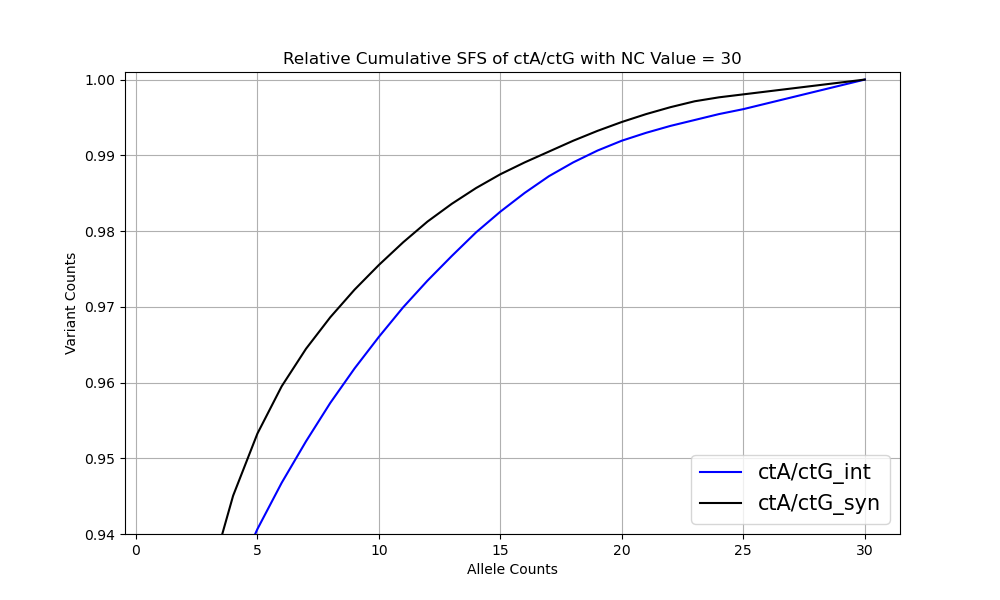 Relative Cumulative SFS of ctA/ctG with NC Value = 30
Variant Counts
1.00
0.99
0.98
0.97
0.96
0.95
0.94
ctA/ctG_int
ctA/ctG_syn
0 5 10 15 20 25 30
Allele Counts